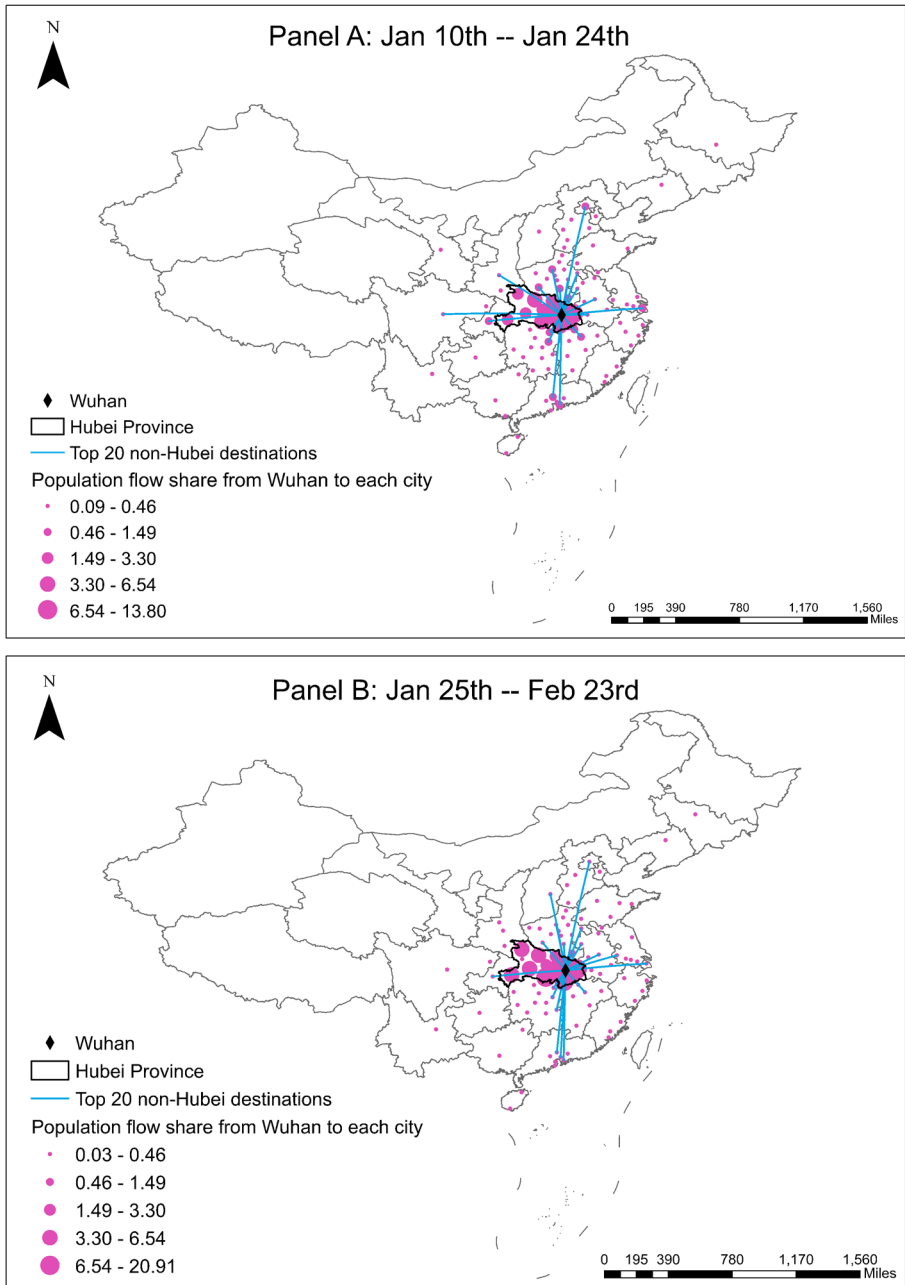 Panel A: Jan 10th -- Jan 24th
N
Wuhan
Hubei Province
Top 20 non-Hubei destinations
Population flow share from Wuhan to each city
0.09 - 0.46
0.46 - 1.49
1.49 - 3.30
3.30 - 6.54
6.54 - 13.80
0 195 390 780 1,170 1,560
Miles
Panel B: Jan 25th -- Feb 23rd
N
Wuhan
Hubei Province
Top 20 non-Hubei destinations
Population flow share from Wuhan to each city
0.03 - 0.46
0.46 - 1.49
1.49 - 3.30
3.30 - 6.54
6.54 - 20.91
0 195 390 780 1,170 1,560
Miles